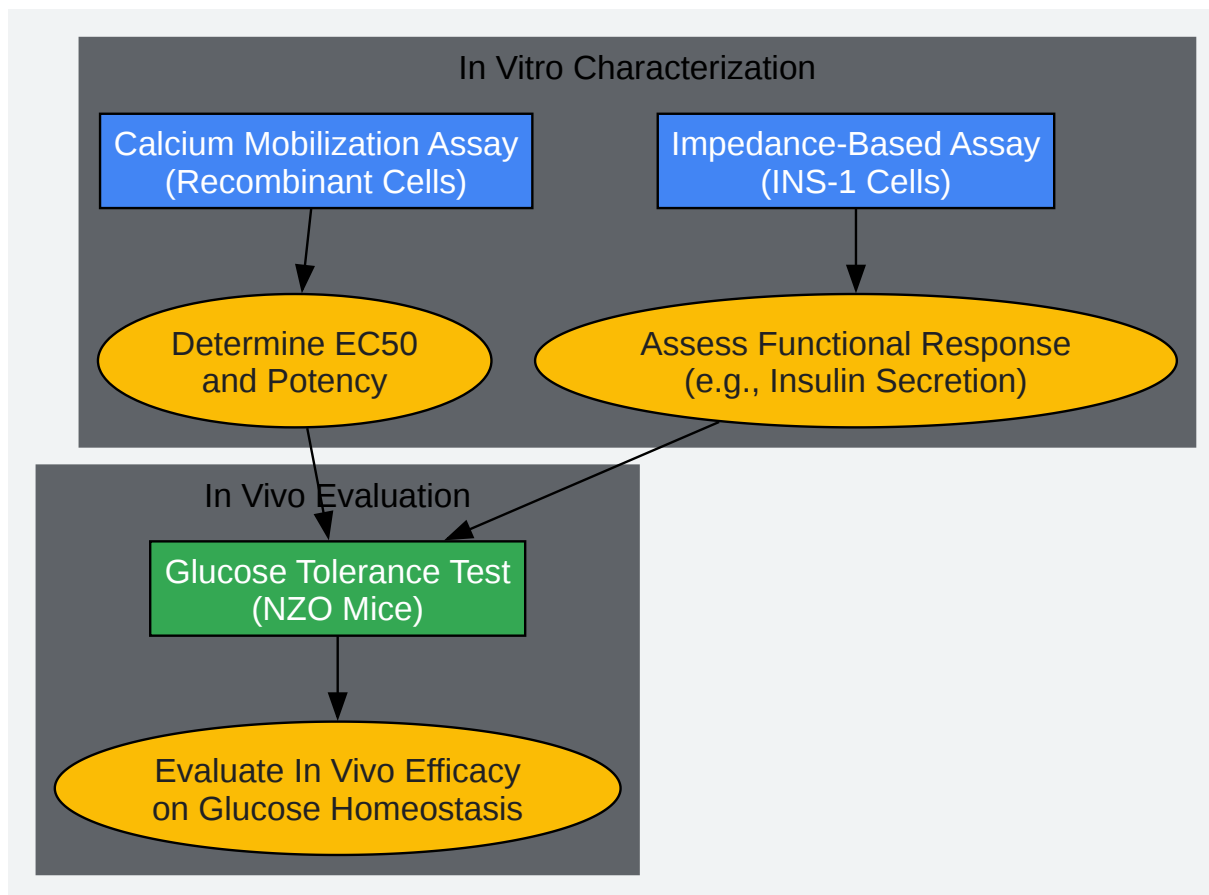 In Vitro Characterization
Calcium Mobilization Assay
(Recombinant Cells)
Impedance-Based Assay
(INS-1 Cells)
Determine EC50
and Potency
Assess Functional Response
(e.g., Insulin Secretion)
In Vivo Evaluation
Glucose Tolerance Test
(NZO Mice)
Evaluate In Vivo Efficacy
on Glucose Homeostasis